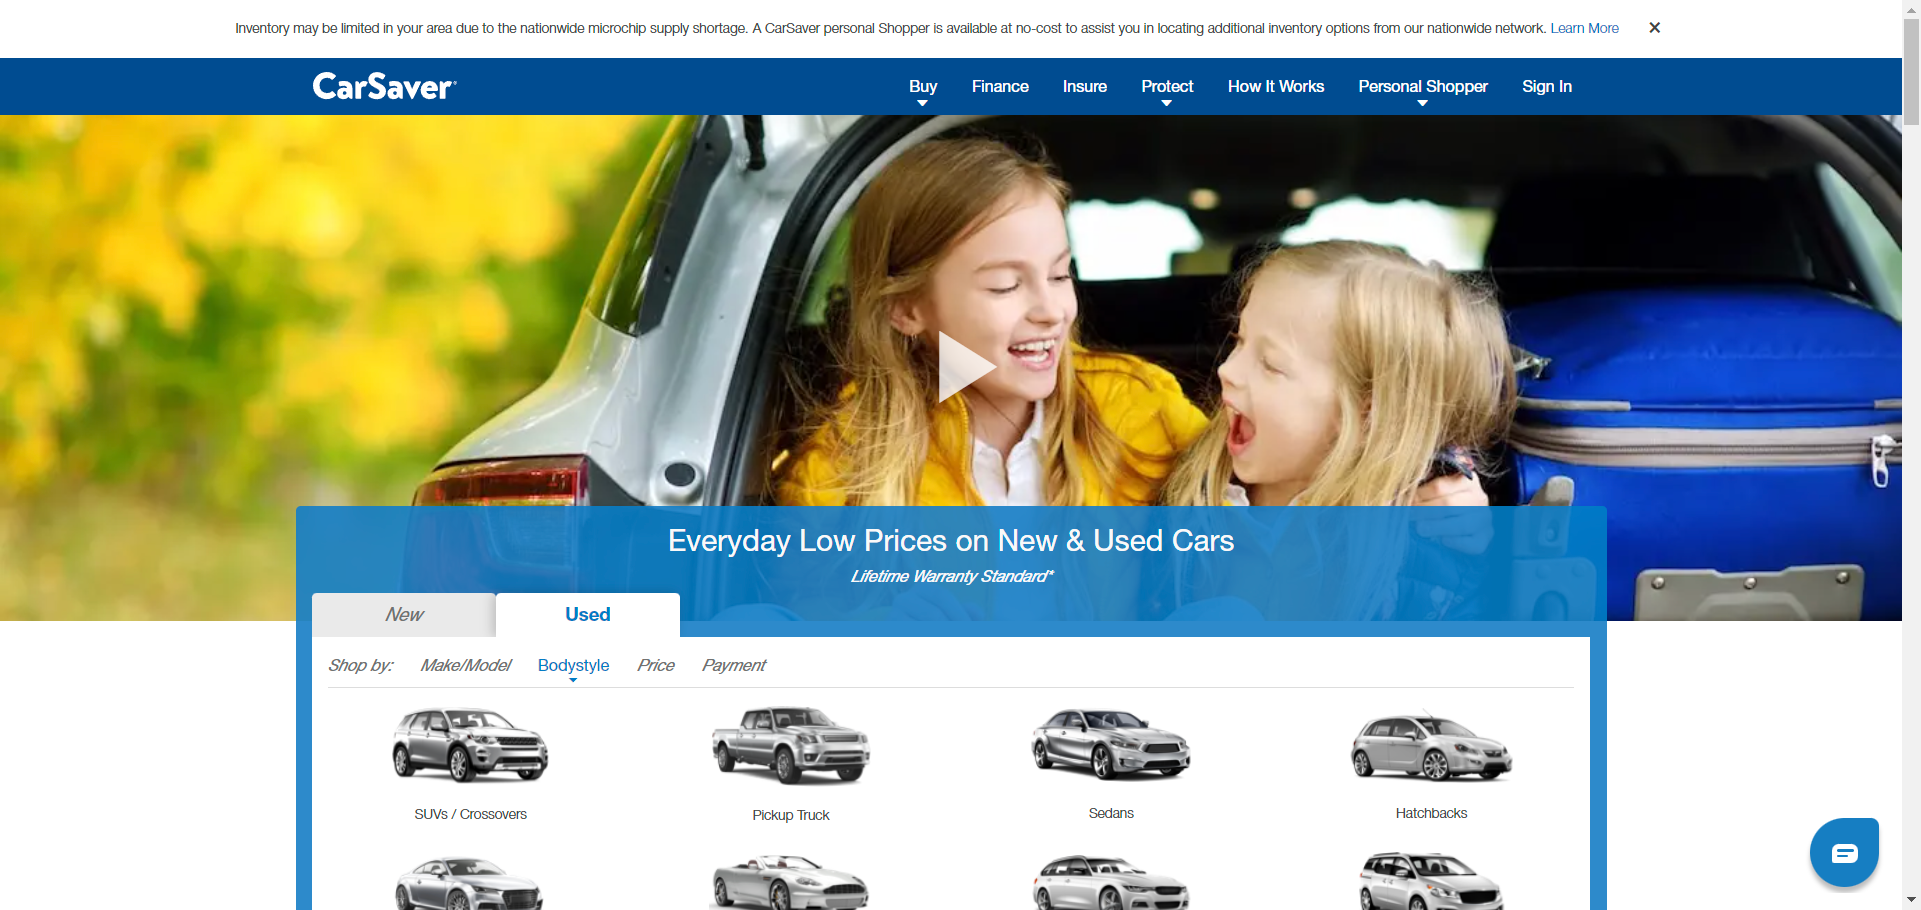 Inventory may be limited in your area due to the nationwide microchip supply shortage. A CarSaver personal Shopper is available at no-cost to assist you in locating additional inventory options from our nationwide network. Learn More
CarSaver
Buy
Finance
Insure
Protect
How It Works
Personal Shopper
Sign In
Everyday Low Prices on New & Used Cars
Lifetime Warranty Standard*
New
Used
Shop by:
Make/Model
Bodystyle
Price
Payment
SUVs / Crossovers
Pickup Truck
Sedans
Hatchbacks